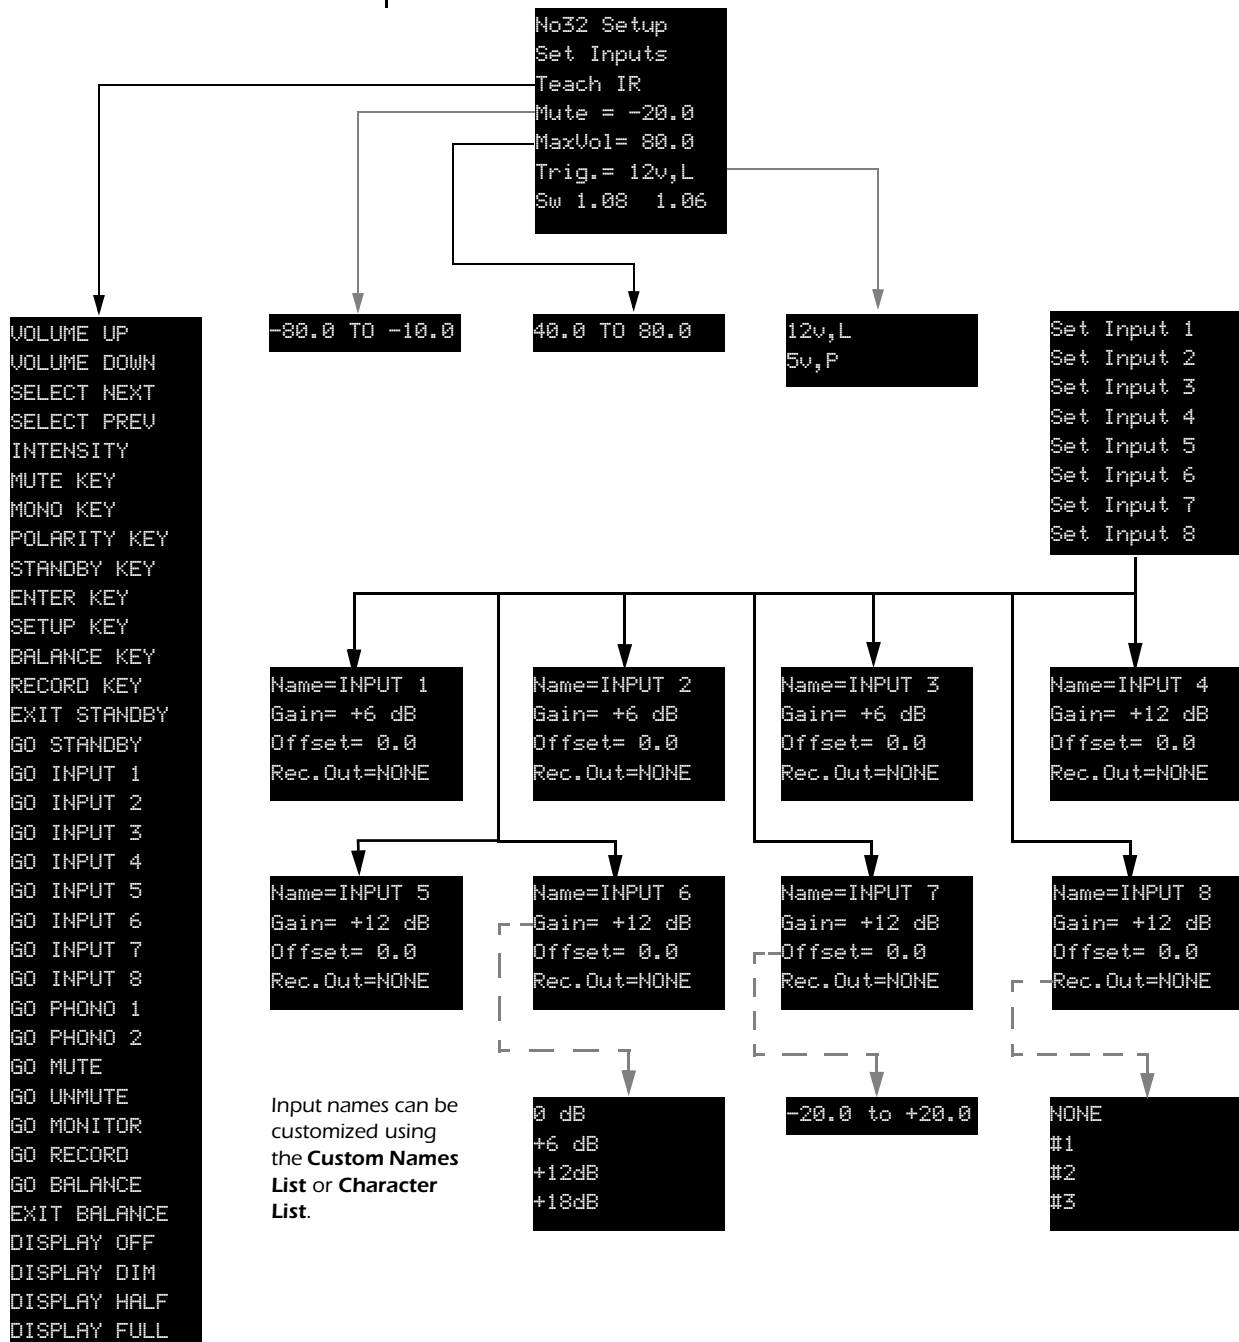 No32 Setup
Set Inputs
Teach IR
Mute = -20.0
MaxVol= 80.0
Trig.= 12v,L
Sw 1.08 1.06
VOLUME UP
VOLUME DOWN
SELECT NEXT
SELECT PREV
INTENSITY
MUTE KEY
MONO KEY
POLARITY KEY
STANDBY KEY
ENTER KEY
SETUP KEY
BALANCE KEY
RECORD KEY
EXIT STANDBY
GO STANDBY
GO INPUT 1
GO INPUT 2
GO INPUT 3
GO INPUT 4
GO INPUT 5
GO INPUT 6
GO INPUT 7
GO INPUT 8
GO PHONO 1
GO PHONO 2
GO MUTE
GO UNMUTE
GO MONITOR
GO RECORD
GO BALANCE
EXIT BALANCE
DISPLAY OFF
DISPLAY DIM
DISPLAY HALF
DISPLAY FULL
-80.0 TO -10.0
40.0 TO 80.0
12v,L
5v,P
Set Input 1
Set Input 2
Set Input 3
Set Input 4
Set Input 5
Set Input 6
Set Input 7
Set Input 8
Name=INPUT 1
Gain= +6 dB
Offset= 0.0
Rec.Out=NONE
Name=INPUT 2
Gain= +6 dB
Offset= 0.0
Rec.Out=NONE
Name=INPUT 3
Gain= +6 dB
Offset= 0.0
Rec.Out=NONE
Name=INPUT 4
Gain= +12 dB
Offset= 0.0
Rec.Out=NONE
Name=INPUT 5
Gain= +12 dB
Offset= 0.0
Rec.Out=NONE
Name=INPUT 6
Gain= +12 dB
Offset= 0.0
Rec.Out=NONE
Name=INPUT 7
Gain= +12 dB
Offset= 0.0
Rec.Out=NONE
Name=INPUT 8
Gain= +12 dB
Offset= 0.0
Rec.Out=NONE
Input names can be
customized using
the Custom Names
List or Character
List.
0 dB
+6 dB
+12dB
+18dB
-20.0 to +20.0
NONE
#1
#2
#3